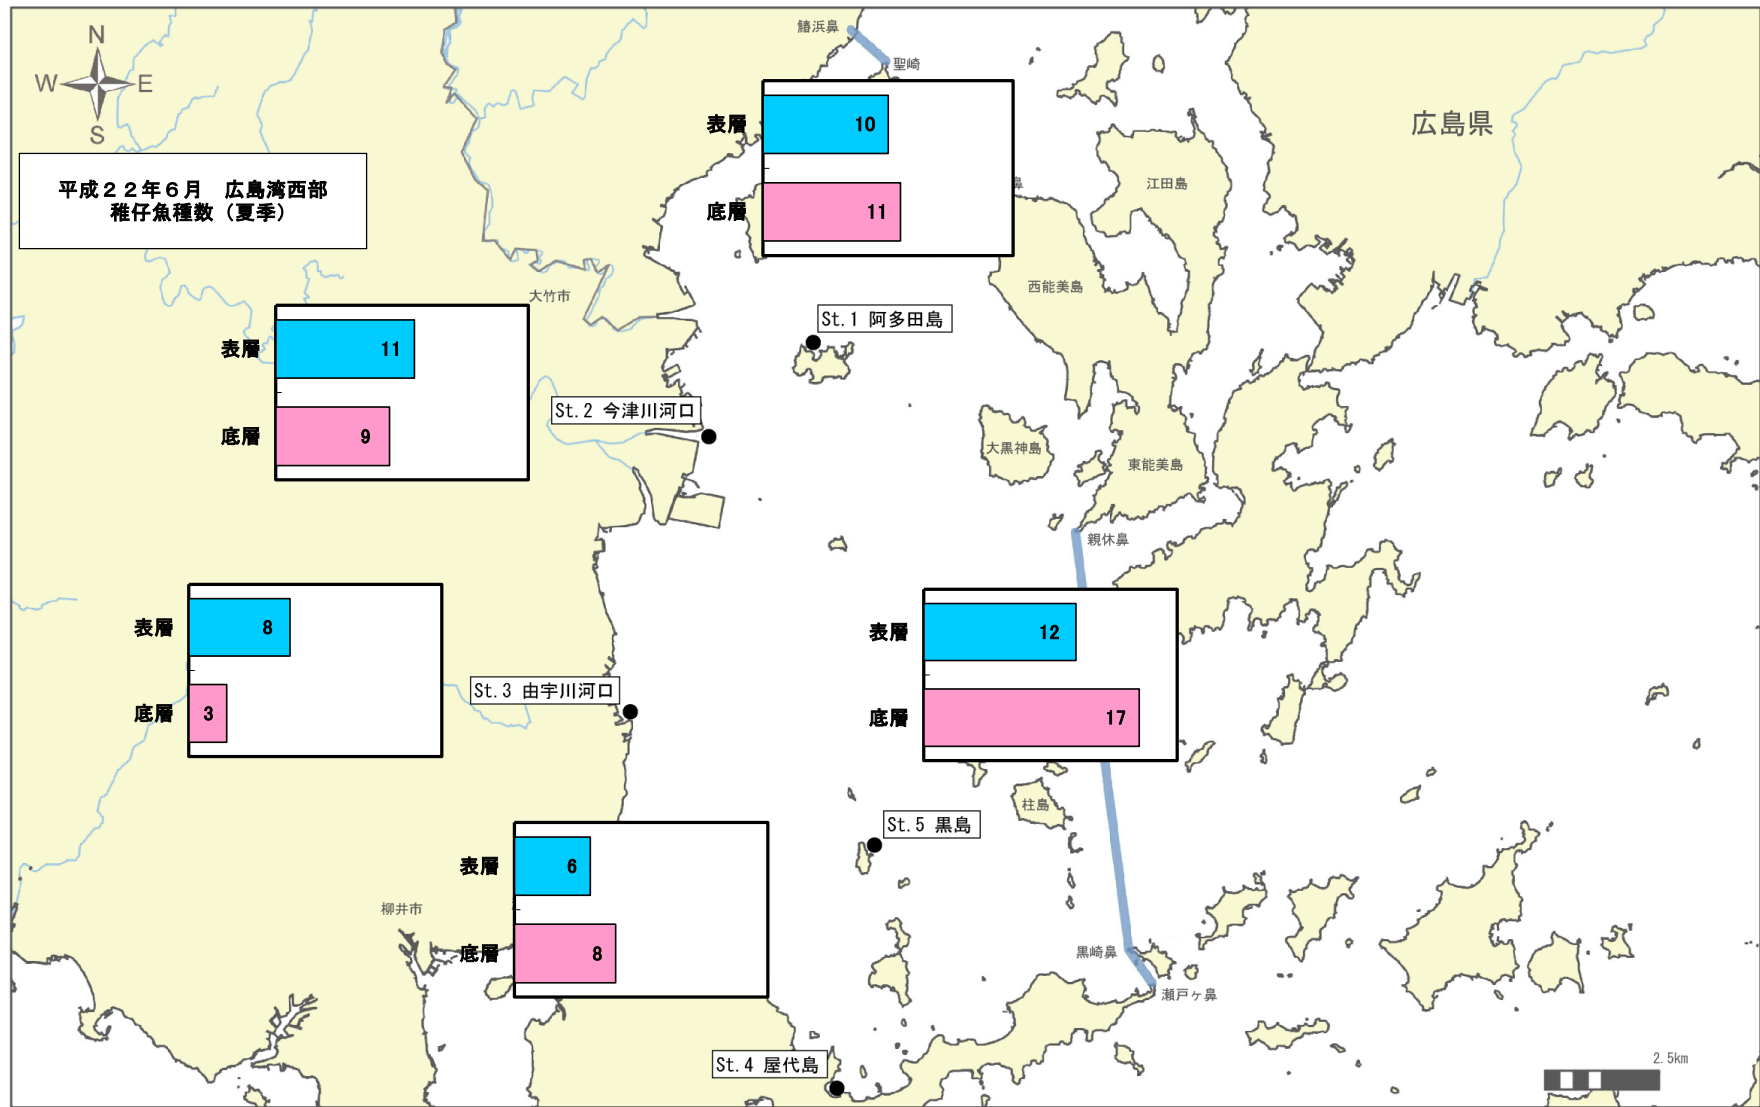 鰆浜鼻
聖崎
N
W
E
S
広島県
表層
10
底層
11
鼻
江田島
平成２２年６月　広島湾西部
稚仔魚種数（夏季）
西能美島
大竹市
St.1 阿多田島
表層
11
底層
9
St.2 今津川河口
大黒神島
東能美島
親休鼻
表層
8
底層
3
表層
12
底層
17
St.3 由宇川河口
柱島
St.5 黒島
表層
6
底層
8
柳井市
黒崎鼻
瀬戸ヶ鼻
St.4 屋代島
2.5km